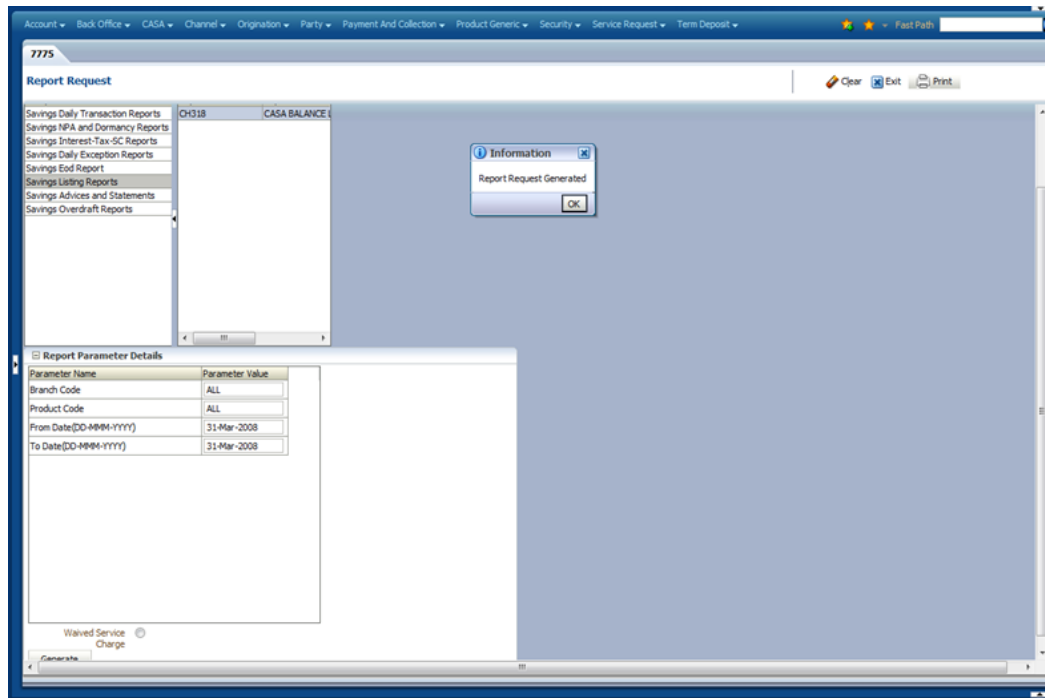 Account Back Office CASA Channel Origination Party Payment And Collection Product Generic Security Service Request Term Deposit Fast Path
7775
Report Request
Clear Exit Print
Savings Daily Transaction Reports
Savings NPA and Dormancy Reports
Savings Interest-Tax-SC Reports
Savings Daily Exception Reports
Savings Eod Report
Savings Listing Reports
Savings Advices and Statements
Savings Overdraft Reports
CH318 CASA BALANCE
Information
Report Request Generated
OK
Report Parameter Details
Parameter Name Parameter Value
Branch Code ALL
Product Code ALL
From Date(DD-MMM-YYYY) 31-Mar-2008
To Date(DD-MMM-YYYY) 31-Mar-2008
Waived Service
Charge
Generate